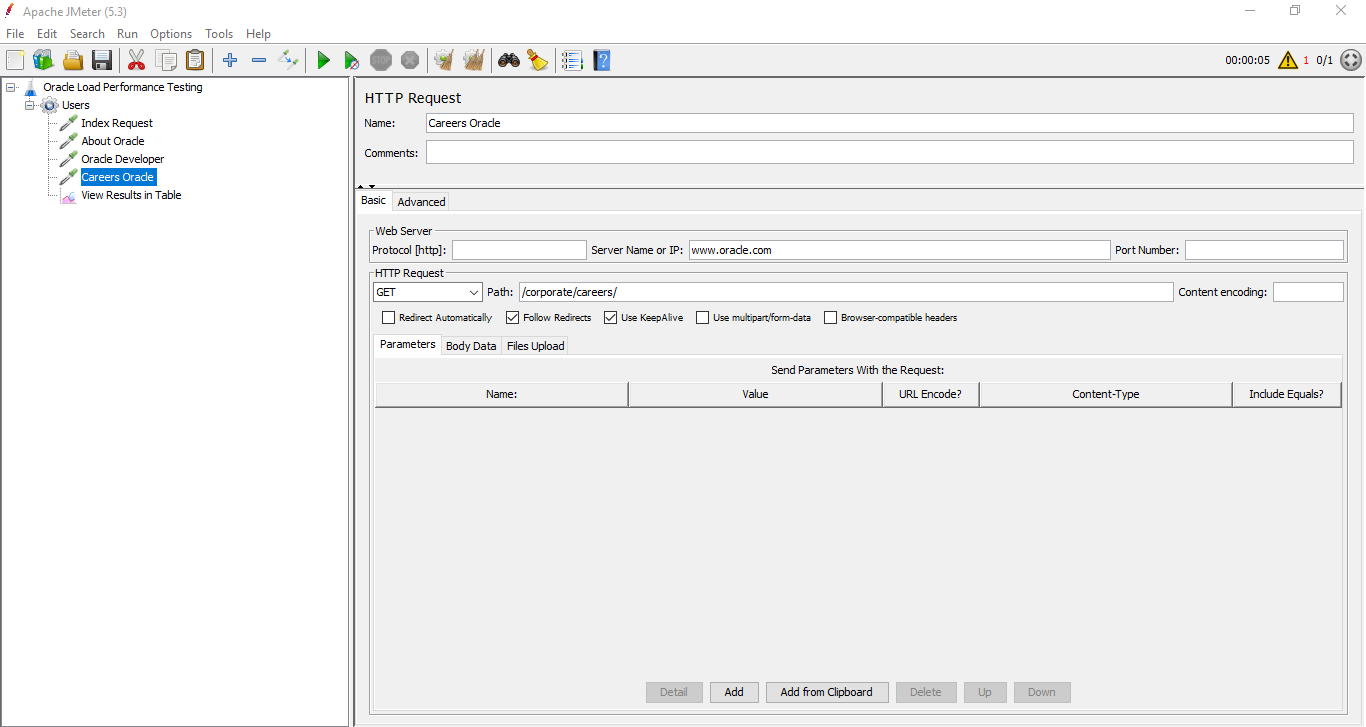 Apache JMeter (5.3)
File Edit Search Run Options Tools Help
STOP
00:00:05 1 0/1
Oracle Load Performance Testing
Users
Index Request
About Oracle
Oracle Developer
Careers Oracle
View Results in Table
HTTP Request
Name: Careers Oracle
Comments:
Basic Advanced
Web Server
Protocol [http]: Server Name or IP: www.oracle.com Port Number:
HTTP Request
GET Path: /corporate/careers/ Content encoding:
Redirect Automatically Follow Redirects Use KeepAlive Use multipart/form-data Browser-compatible headers
Parameters Body Data Files Upload
Send Parameters With the Request:
Name: Value URL Encode? Content-Type Include Equals?
Detail Add Add from Clipboard Delete Up Down